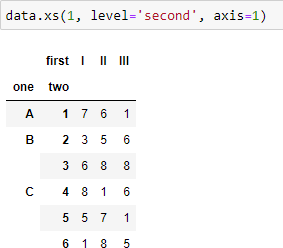 data.xs(1, level='second', axis=1)
first I II III
one two
A 1 7 6 1
B 2 3 5 6
3 6 8 8
C 4 8 1 6
5 5 7 1
6 1 8 5